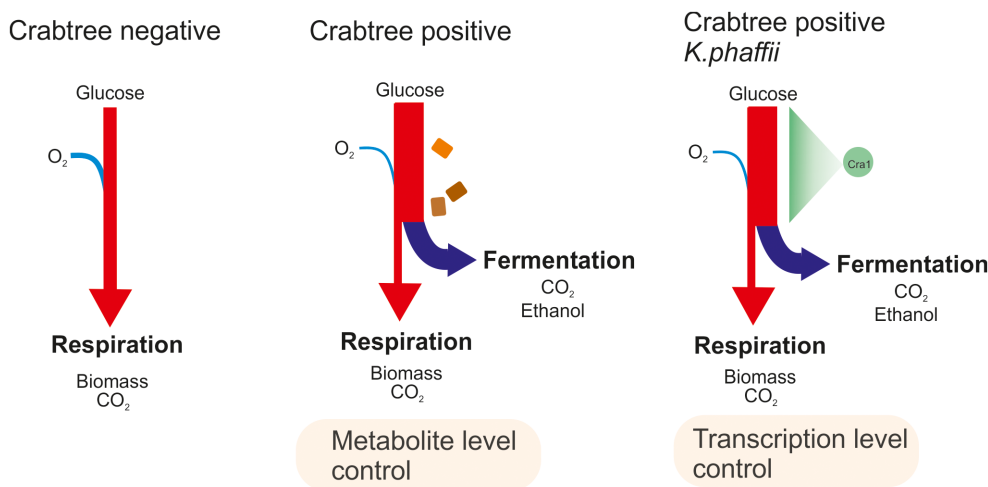 Crabtree negative
Glucose
O₂
Respiration
Biomass
CO₂
Crabtree positive
Glucose
O₂
Fermentation
CO₂
Ethanol
Respiration
Biomass
CO₂
Metabolite level
control
Crabtree positive
K.phaffii
Glucose
O₂
Cra1
Fermentation
CO₂
Ethanol
Respiration
Biomass
CO₂
Transcription level
control